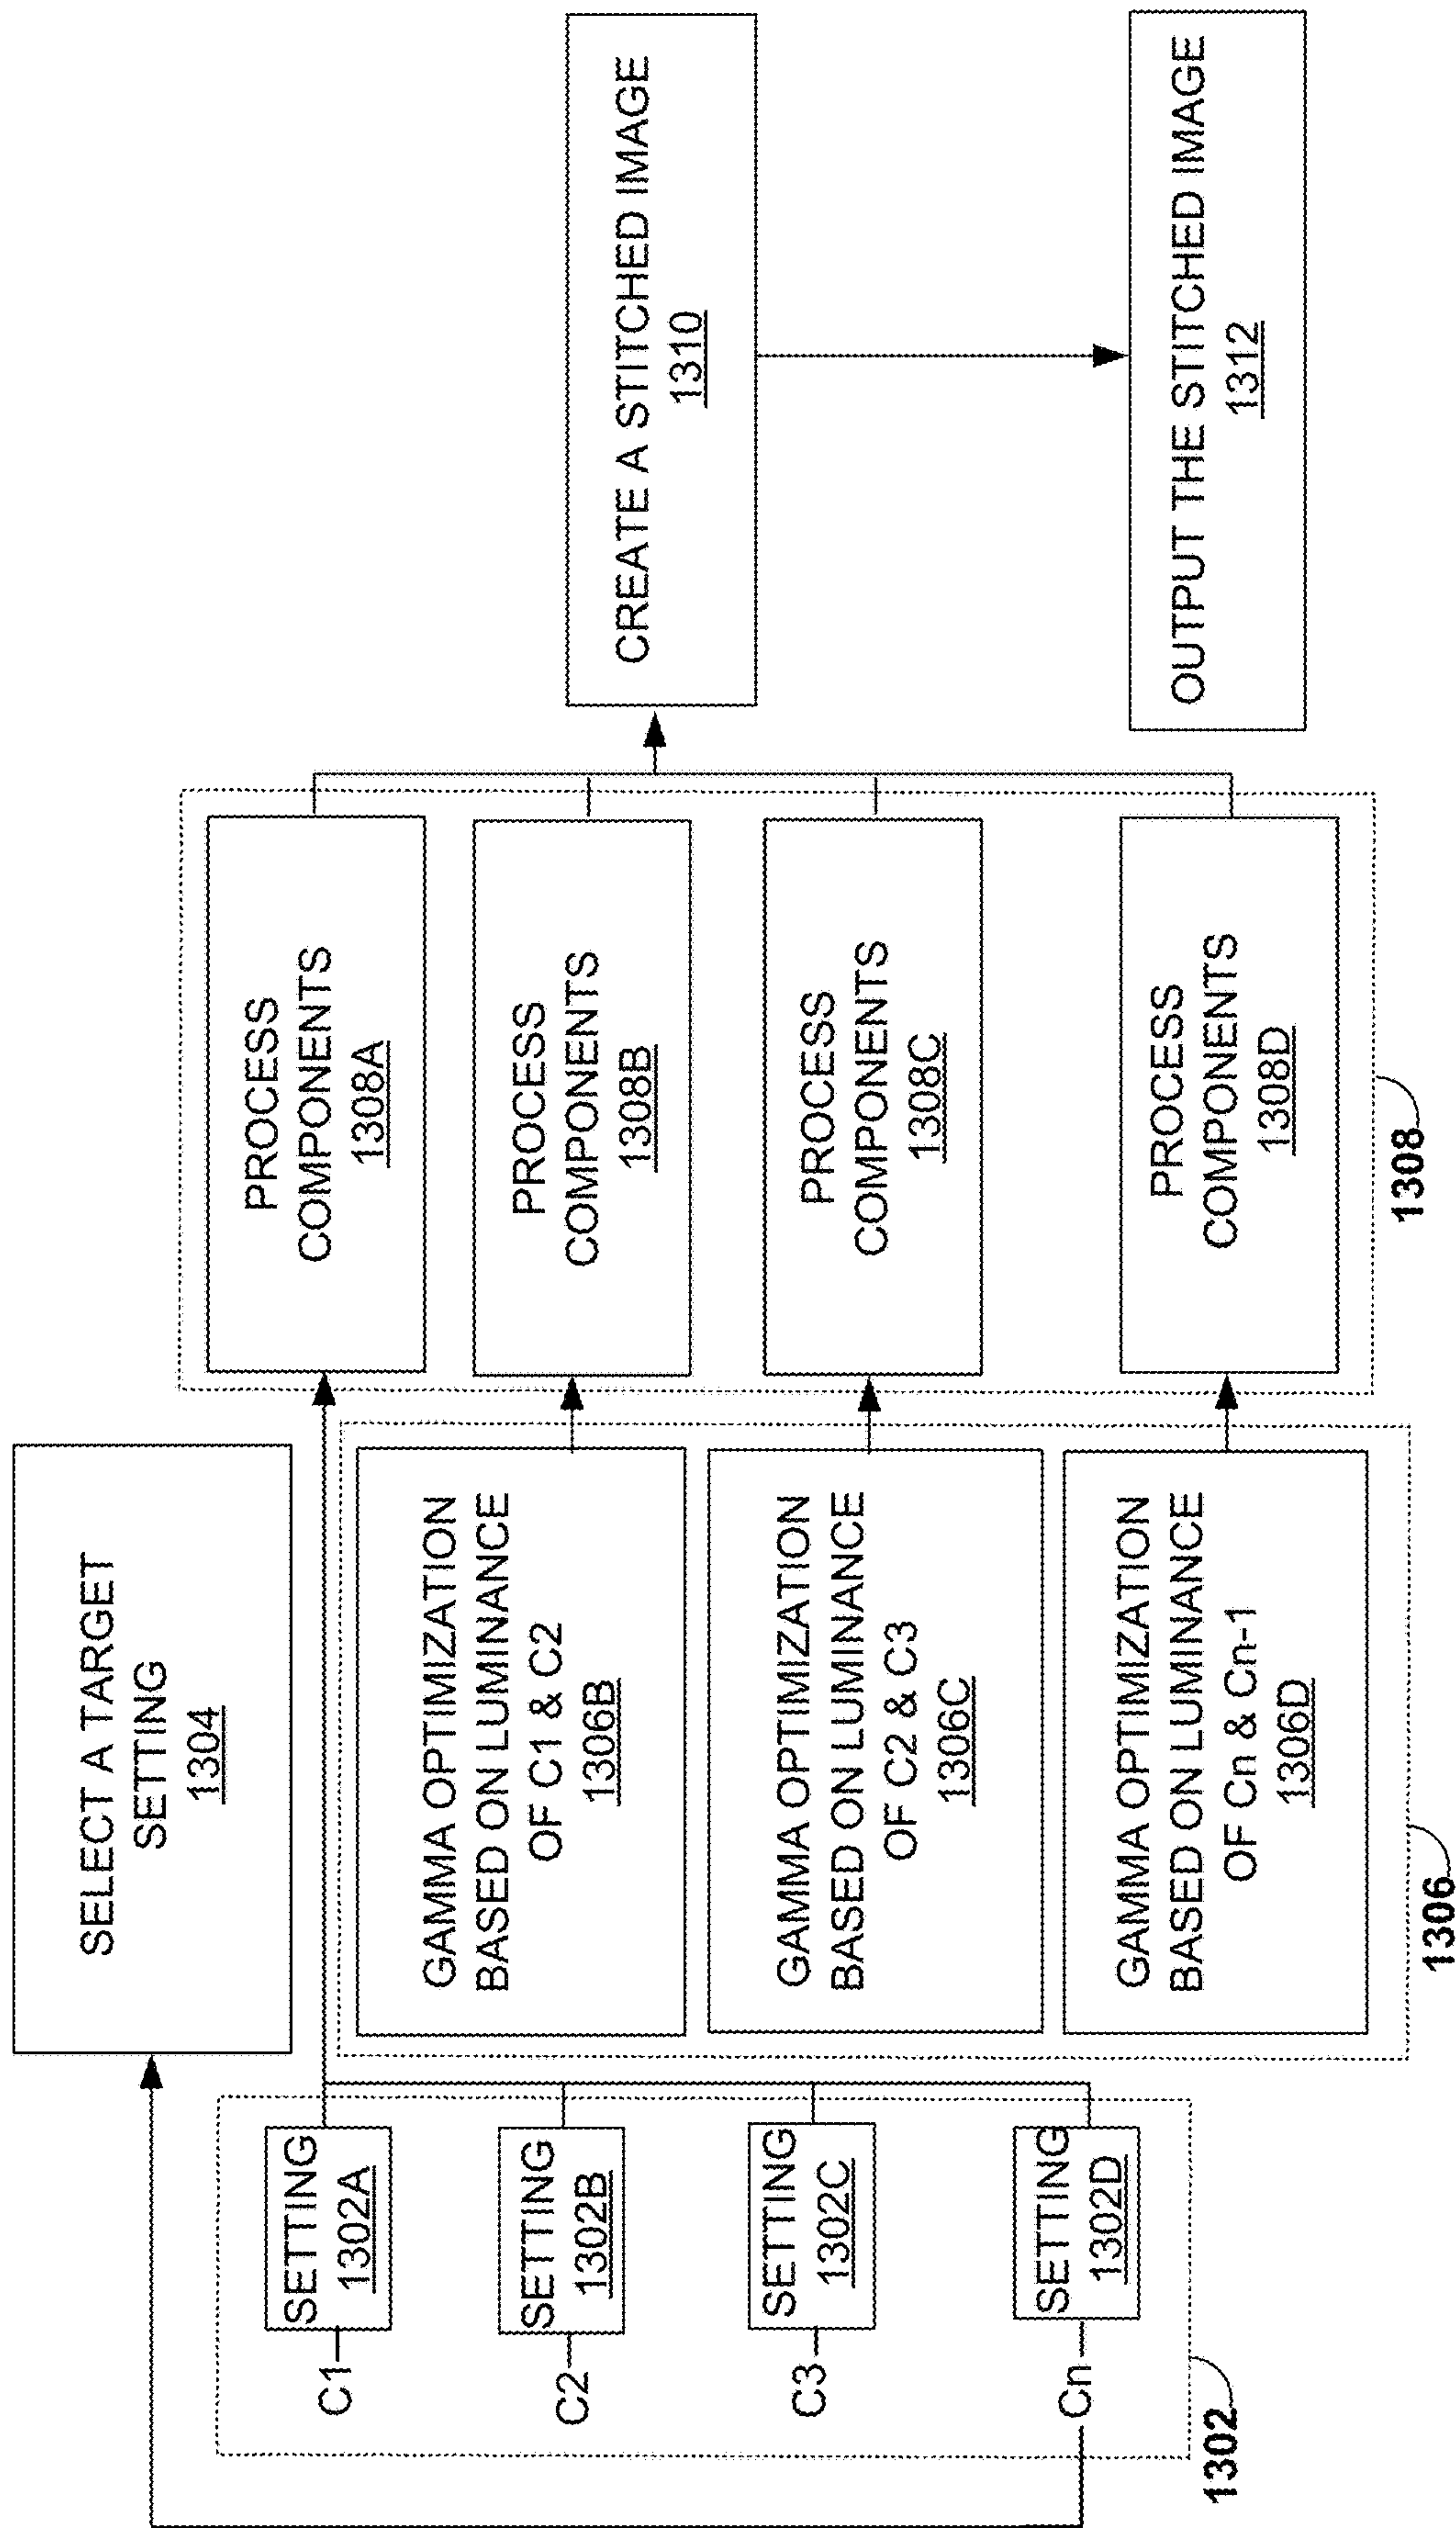 SELECT A TARGET
SETTING
1304
C1
SETTING
1302A
C2
SETTING
1302B
C3
SETTING
1302C
Cn
SETTING
1302D
1302
GAMMA OPTIMIZATION
BASED ON LUMINANCE
OF C1 & C2
1306B
GAMMA OPTIMIZATION
BASED ON LUMINANCE
OF C2 & C3
1306C
GAMMA OPTIMIZATION
BASED ON LUMINANCE
OF Cn & Cn-1
1306D
1306
PROCESS
COMPONENTS
1308A
PROCESS
COMPONENTS
1308B
PROCESS
COMPONENTS
1308C
PROCESS
COMPONENTS
1308D
1308
CREATE A STITCHED IMAGE
1310
OUTPUT THE STITCHED IMAGE
1312